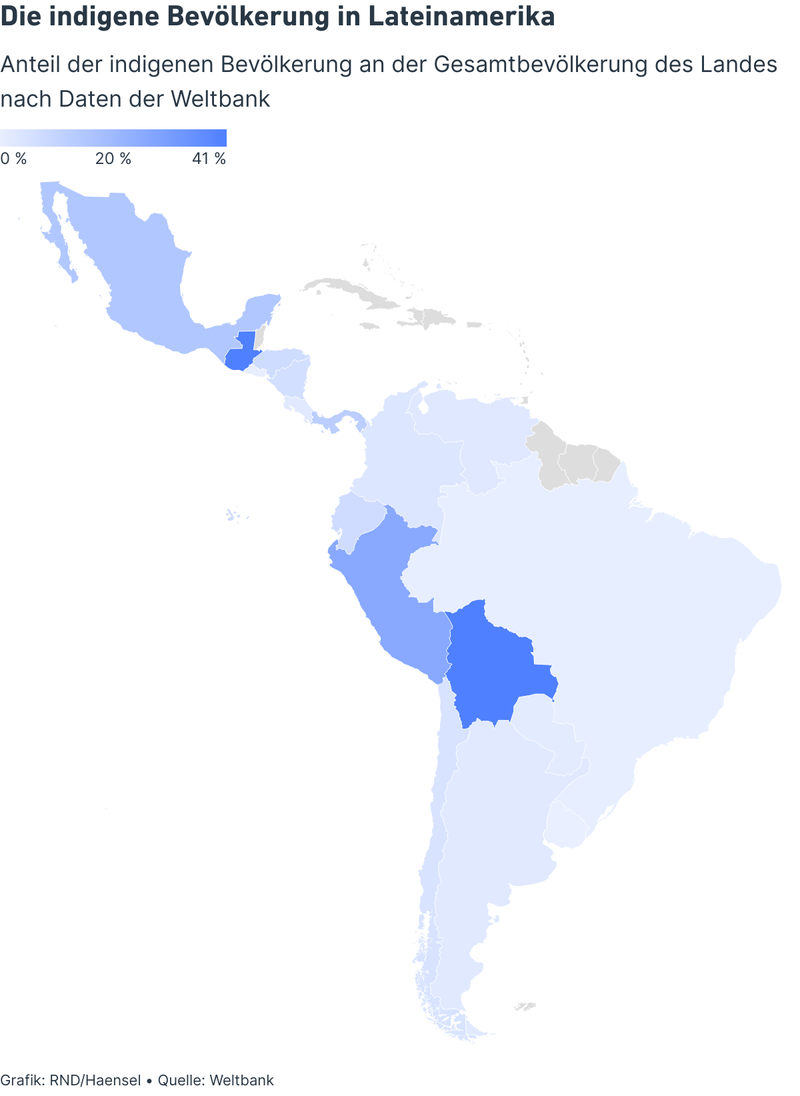 Die indigene Bevölkerung in Lateinamerika
Anteil der indigenen Bevölkerung an der Gesamtbevölkerung des Landes
nach Daten der Weltbank
0 % 20 % 41 %
Grafik: RND/Haensel • Quelle: Weltbank